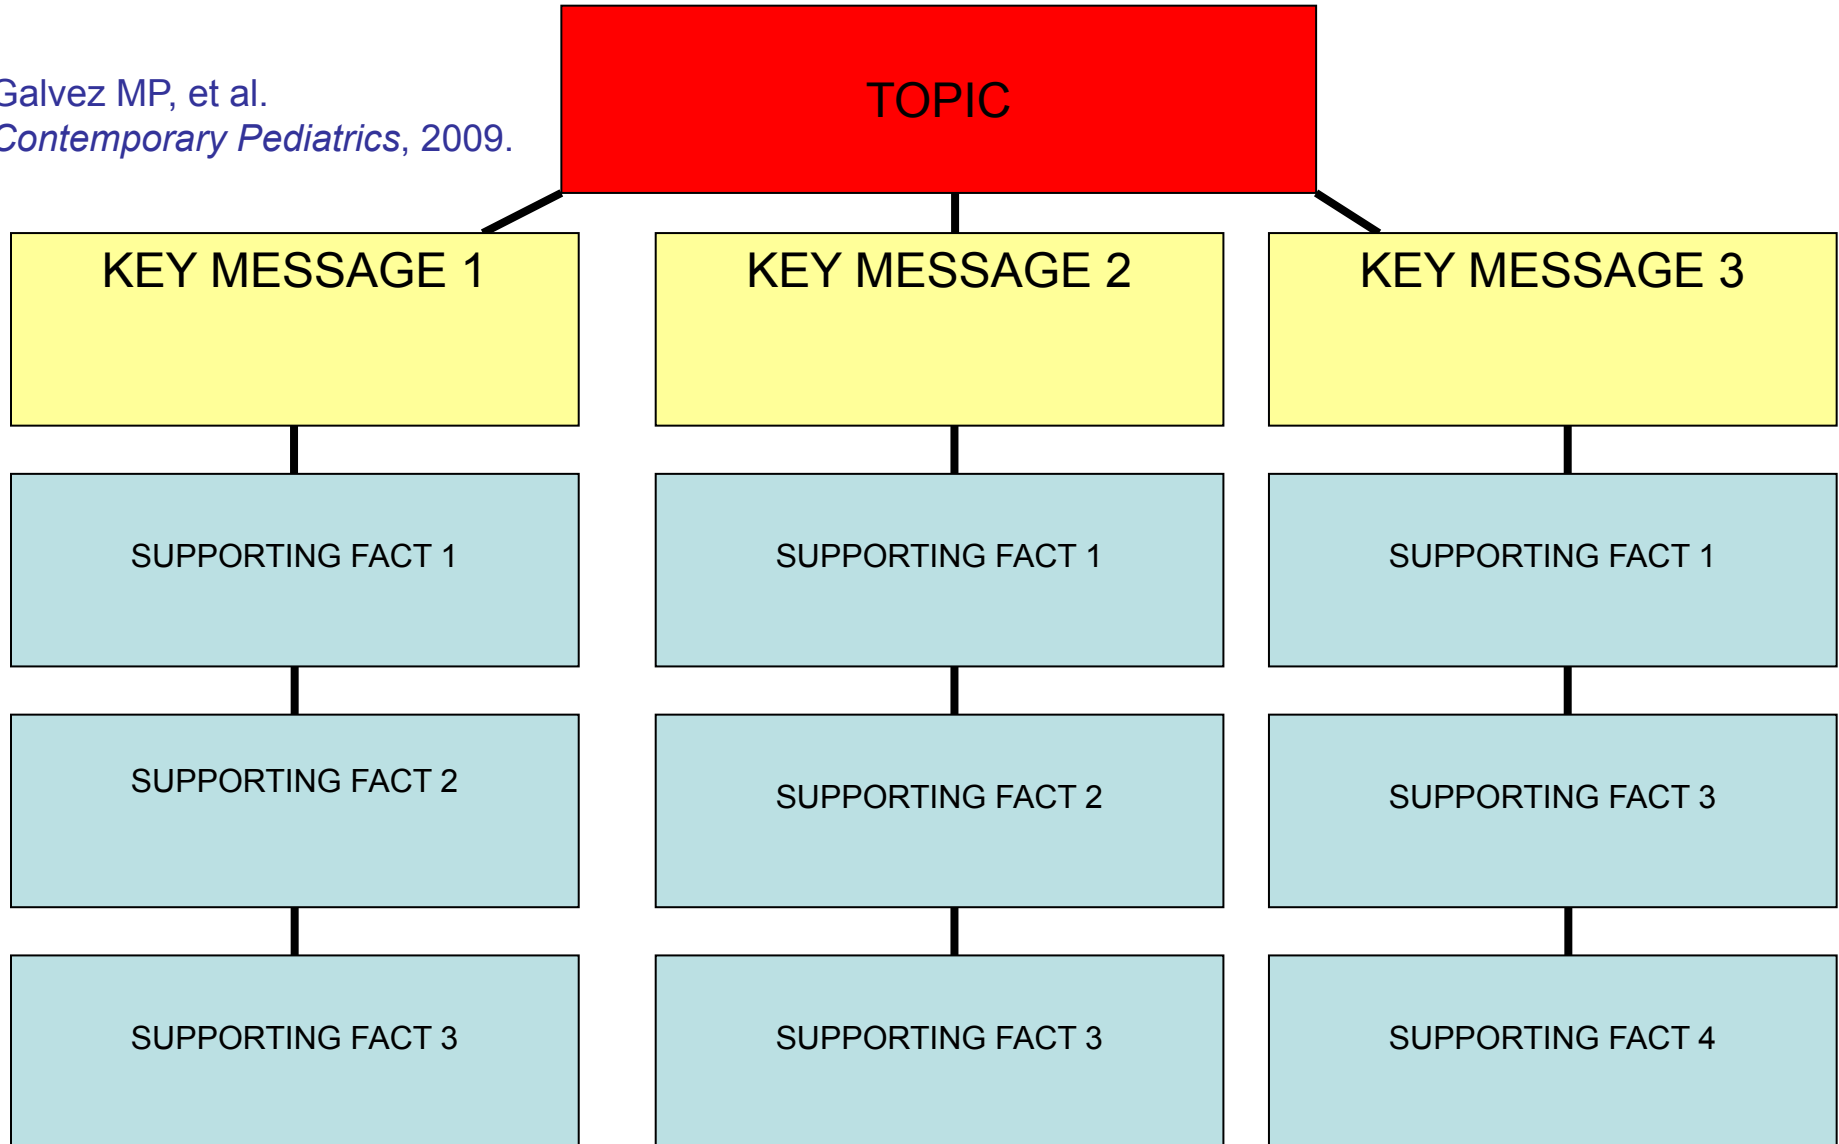 Galvez MP, et al.
Contemporary Pediatrics, 2009.
TOPIC
KEY MESSAGE 1
KEY MESSAGE 2
KEY MESSAGE 3
SUPPORTING FACT 1
SUPPORTING FACT 1
SUPPORTING FACT 1
SUPPORTING FACT 2
SUPPORTING FACT 2
SUPPORTING FACT 3
SUPPORTING FACT 3
SUPPORTING FACT 3
SUPPORTING FACT 4